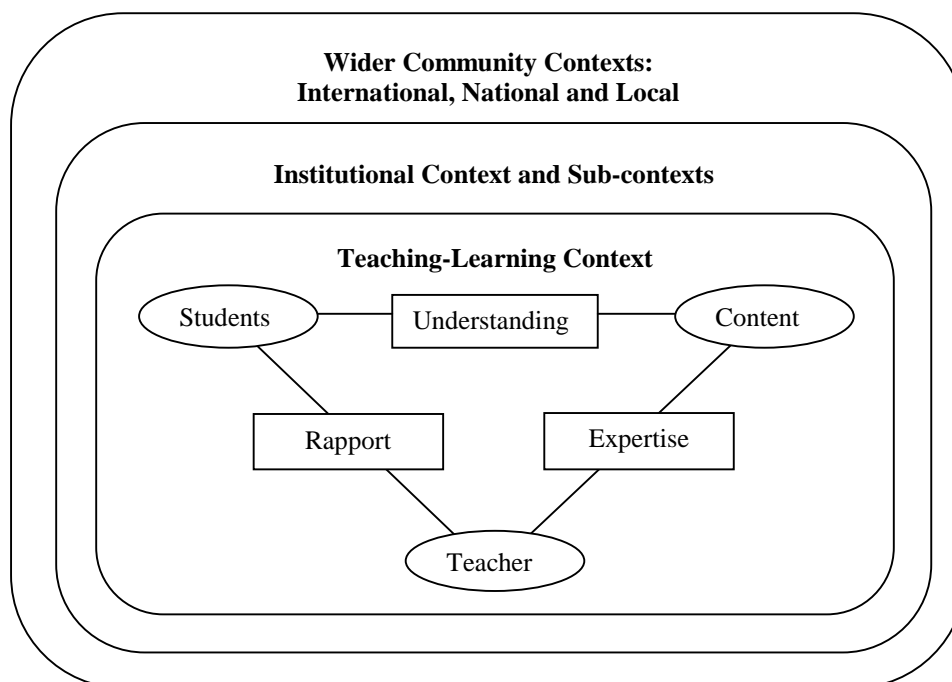 Wider Community Contexts:
International, National and Local
Institutional Context and Sub-contexts
Teaching-Learning Context
Students
Understanding
Content
Rapport
Expertise
Teacher